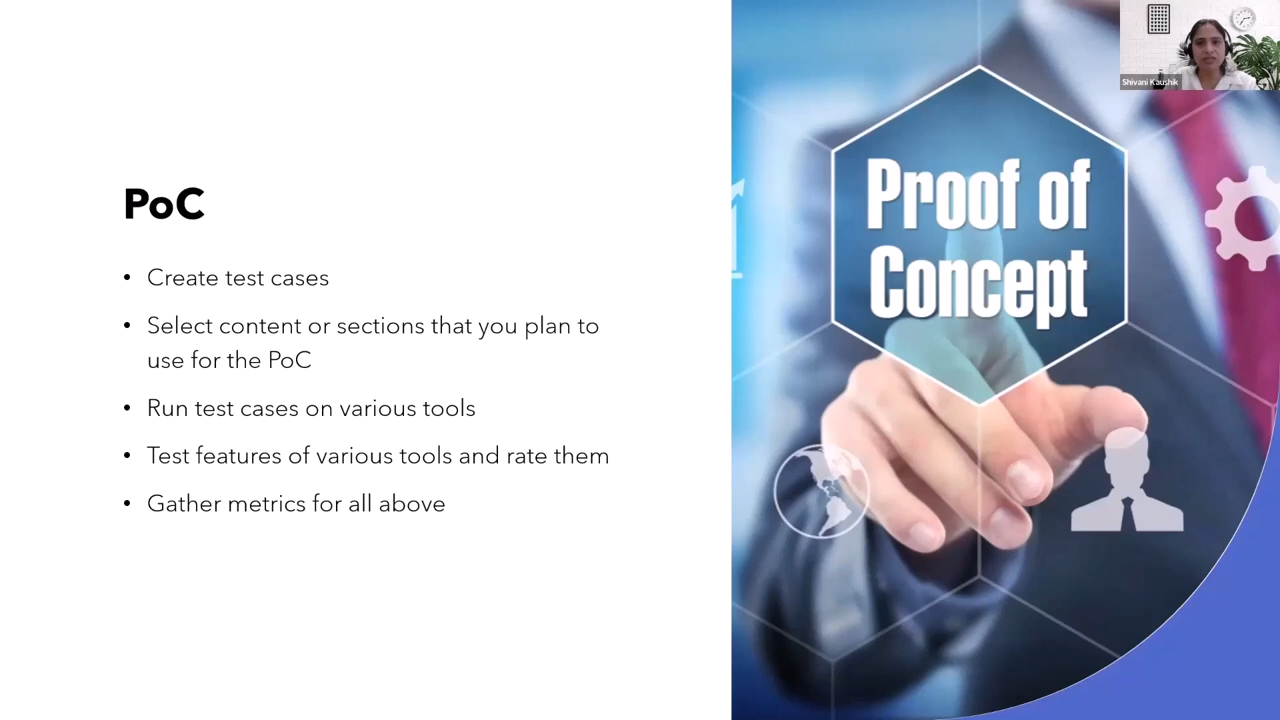 PoC
• Create test cases
• Select content or sections that you plan to
use for the PoC
• Run test cases on various tools
• Test features of various tools and rate them
• Gather metrics for all above
Proof of
Concept
Shivani Kaushik